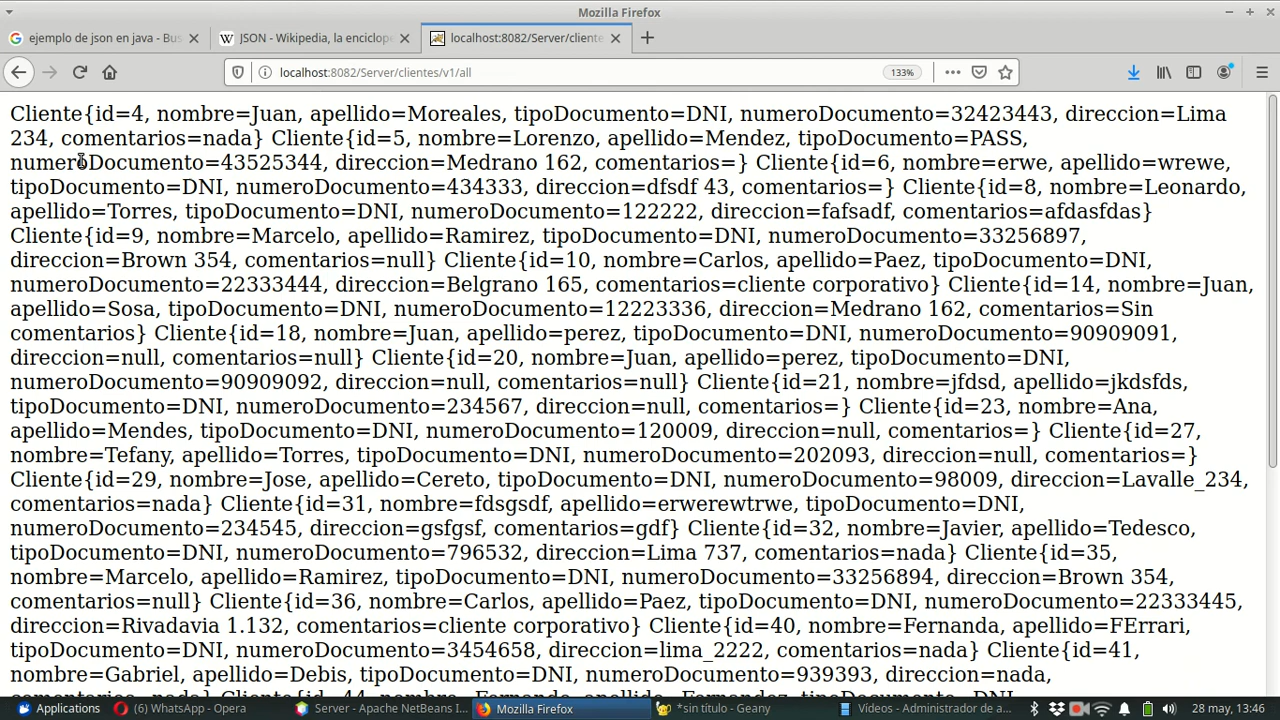 Mozilla Firefox
ejemplo de json en java - Bus
JSON - Wikipedia, la enciclope
localhost:8082/Server/cliente
localhost:8082/Server/clientes/v1/all
133%
Cliente{id=4, nombre=Juan, apellido=Moreales, tipoDocumento=DNI, numeroDocumento=32423443, direccion=Lima
234, comentarios=nada} Cliente{id=5, nombre=Lorenzo, apellido=Mendez, tipoDocumento=PASS,
numeroDocumento=43525344, direccion=Medrano 162, comentarios=} Cliente{id=6, nombre=erwe, apellido=wrewe,
tipoDocumento=DNI, numeroDocumento=434333, direccion=dfsdf 43, comentarios=} Cliente{id=8, nombre=Leonardo,
apellido=Torres, tipoDocumento=DNI, numeroDocumento=122222, direccion=fafsadf, comentarios=afdasfdas}
Cliente{id=9, nombre=Marcelo, apellido=Ramirez, tipoDocumento=DNI, numeroDocumento=33256897,
direccion=Brown 354, comentarios=null} Cliente{id=10, nombre=Carlos, apellido=Paez, tipoDocumento=DNI,
numeroDocumento=22333444, direccion=Belgrano 165, comentarios=cliente corporativo} Cliente{id=14, nombre=Juan,
apellido=Sosa, tipoDocumento=DNI, numeroDocumento=12223336, direccion=Medrano 162, comentarios=Sin
comentarios} Cliente{id=18, nombre=Juan, apellido=perez, tipoDocumento=DNI, numeroDocumento=90909091,
direccion=null, comentarios=null} Cliente{id=20, nombre=Juan, apellido=perez, tipoDocumento=DNI,
numeroDocumento=90909092, direccion=null, comentarios=null} Cliente{id=21, nombre=jfdsd, apellido=jkdsfds,
tipoDocumento=DNI, numeroDocumento=234567, direccion=null, comentarios=} Cliente{id=23, nombre=Ana,
apellido=Mendes, tipoDocumento=DNI, numeroDocumento=120009, direccion=null, comentarios=} Cliente{id=27,
nombre=Tefany, apellido=Torres, tipoDocumento=DNI, numeroDocumento=202093, direccion=null, comentarios=}
Cliente{id=29, nombre=Jose, apellido=Cereto, tipoDocumento=DNI, numeroDocumento=98009, direccion=Lavalle_234,
comentarios=nada} Cliente{id=31, nombre=fdsgsdf, apellido=erwerewtrwe, tipoDocumento=DNI,
numeroDocumento=234545, direccion=gsfgsf, comentarios=gdf} Cliente{id=32, nombre=Javier, apellido=Tedesco,
tipoDocumento=DNI, numeroDocumento=796532, direccion=Lima 737, comentarios=nada} Cliente{id=35,
nombre=Marcelo, apellido=Ramirez, tipoDocumento=DNI, numeroDocumento=33256894, direccion=Brown 354,
comentarios=null} Cliente{id=36, nombre=Carlos, apellido=Paez, tipoDocumento=DNI, numeroDocumento=22333445,
direccion=Rivadavia 1.132, comentarios=cliente corporativo} Cliente{id=40, nombre=Fernanda, apellido=FErrari,
tipoDocumento=DNI, numeroDocumento=3454658, direccion=lima_2222, comentarios=nada} Cliente{id=41,
nombre=Gabriel, apellido=Debis, tipoDocumento=DNI, numeroDocumento=939393, direccion=nada,
comentarios=nada} Cliente{id=44, nombre=Fernando, apellido=Fernandez, tipoDocumento=DNI,
Applications
(6) WhatsApp - Opera
Server - Apache NetBeans I...
Mozilla Firefox
*sin título - Geany
Vídeos - Administrador de a...
28 may, 13:46